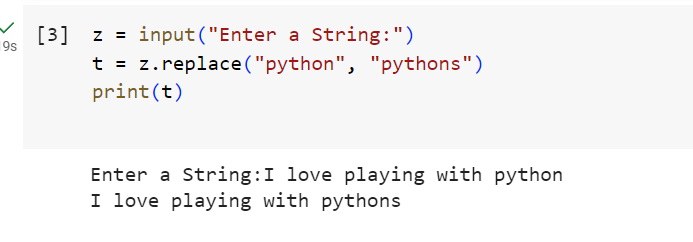 [3] z = input("Enter a String:")
t = z.replace("python", "pythons")
print(t)
9s
Enter a String:I love playing with python
I love playing with pythons